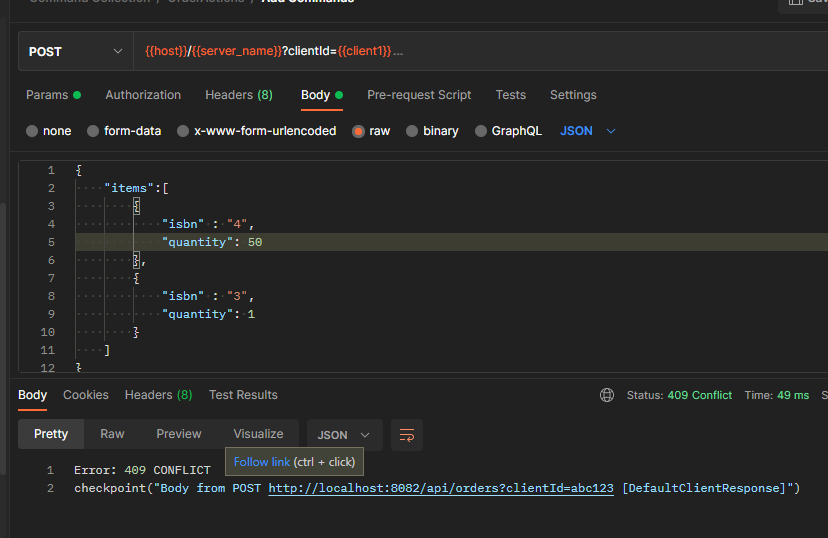 Command Collection / OrderActions / Add Commands
POST {{host}}/{{server_name}}?clientId={{client1}}...
Params Authorization Headers (8) Body Pre-request Script Tests Settings
none form-data x-www-form-urlencoded raw binary GraphQL JSON
1 {
2 "items":[
3 {
4 "isbn" : "4",
5 "quantity": 50
6 },
7 {
8 "isbn" : "3",
9 "quantity": 1
10 }
11 ]
12 }
Body Cookies Headers (8) Test Results Status: 409 Conflict Time: 49 ms S
Pretty Raw Preview Visualize JSON
Follow link (ctrl + click)
1 Error: 409 CONFLICT
2 checkpoint("Body from POST http://localhost:8082/api/orders?clientId=abc123 [DefaultClientResponse]")